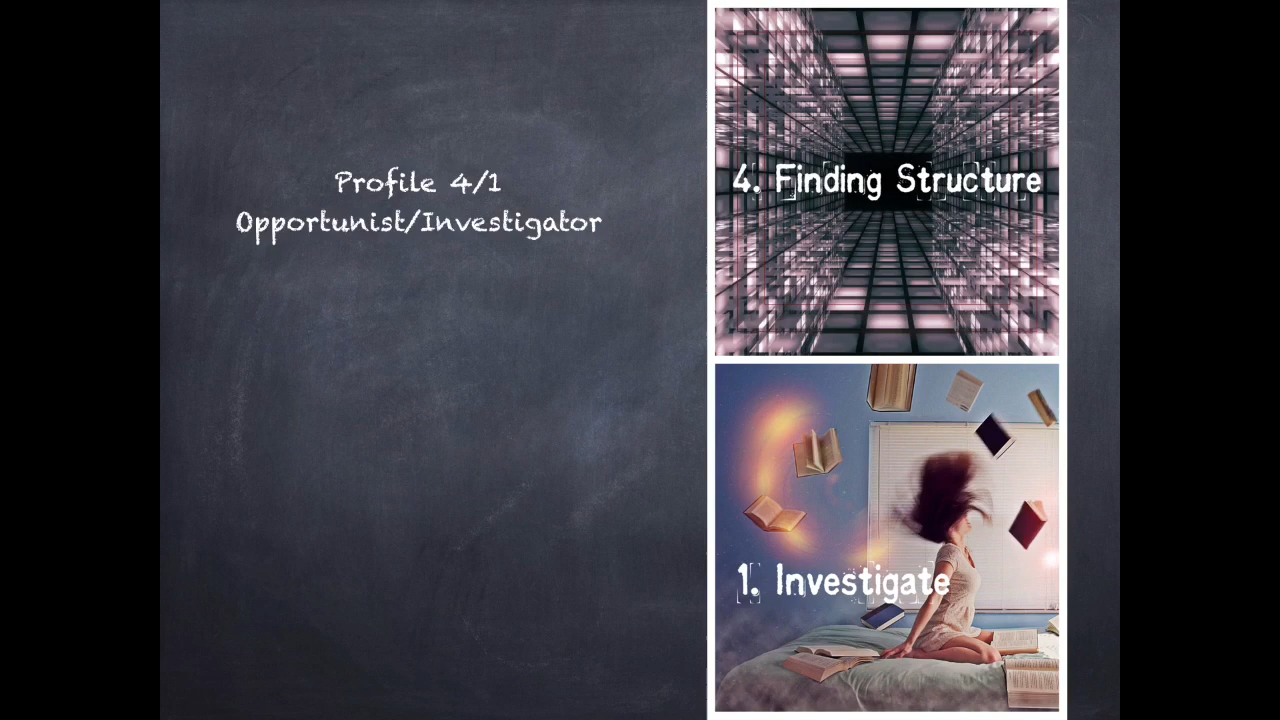 Profile 4/1
Opportunist/Investigator
4. Finding Structure
1. Investigate